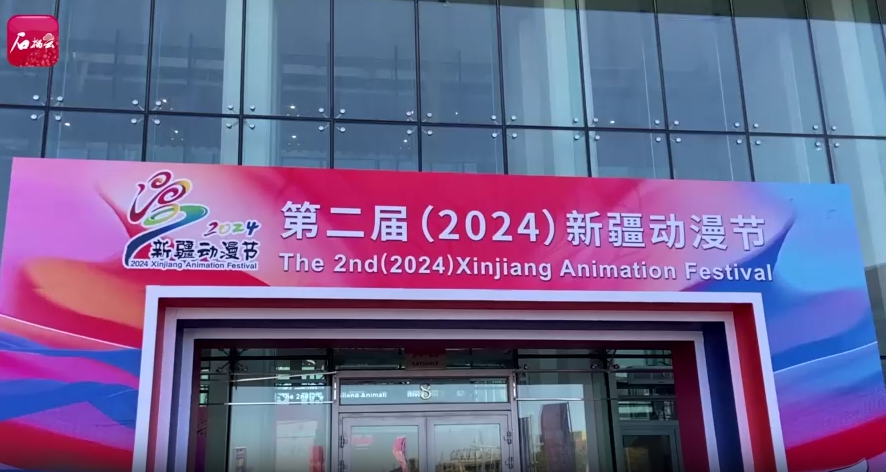 石榴云
2024
新疆动漫节
2024 Xinjiang Animation Festival
第二届(2024)新疆动漫节
The 2nd(2024)Xinjiang Animation Festival